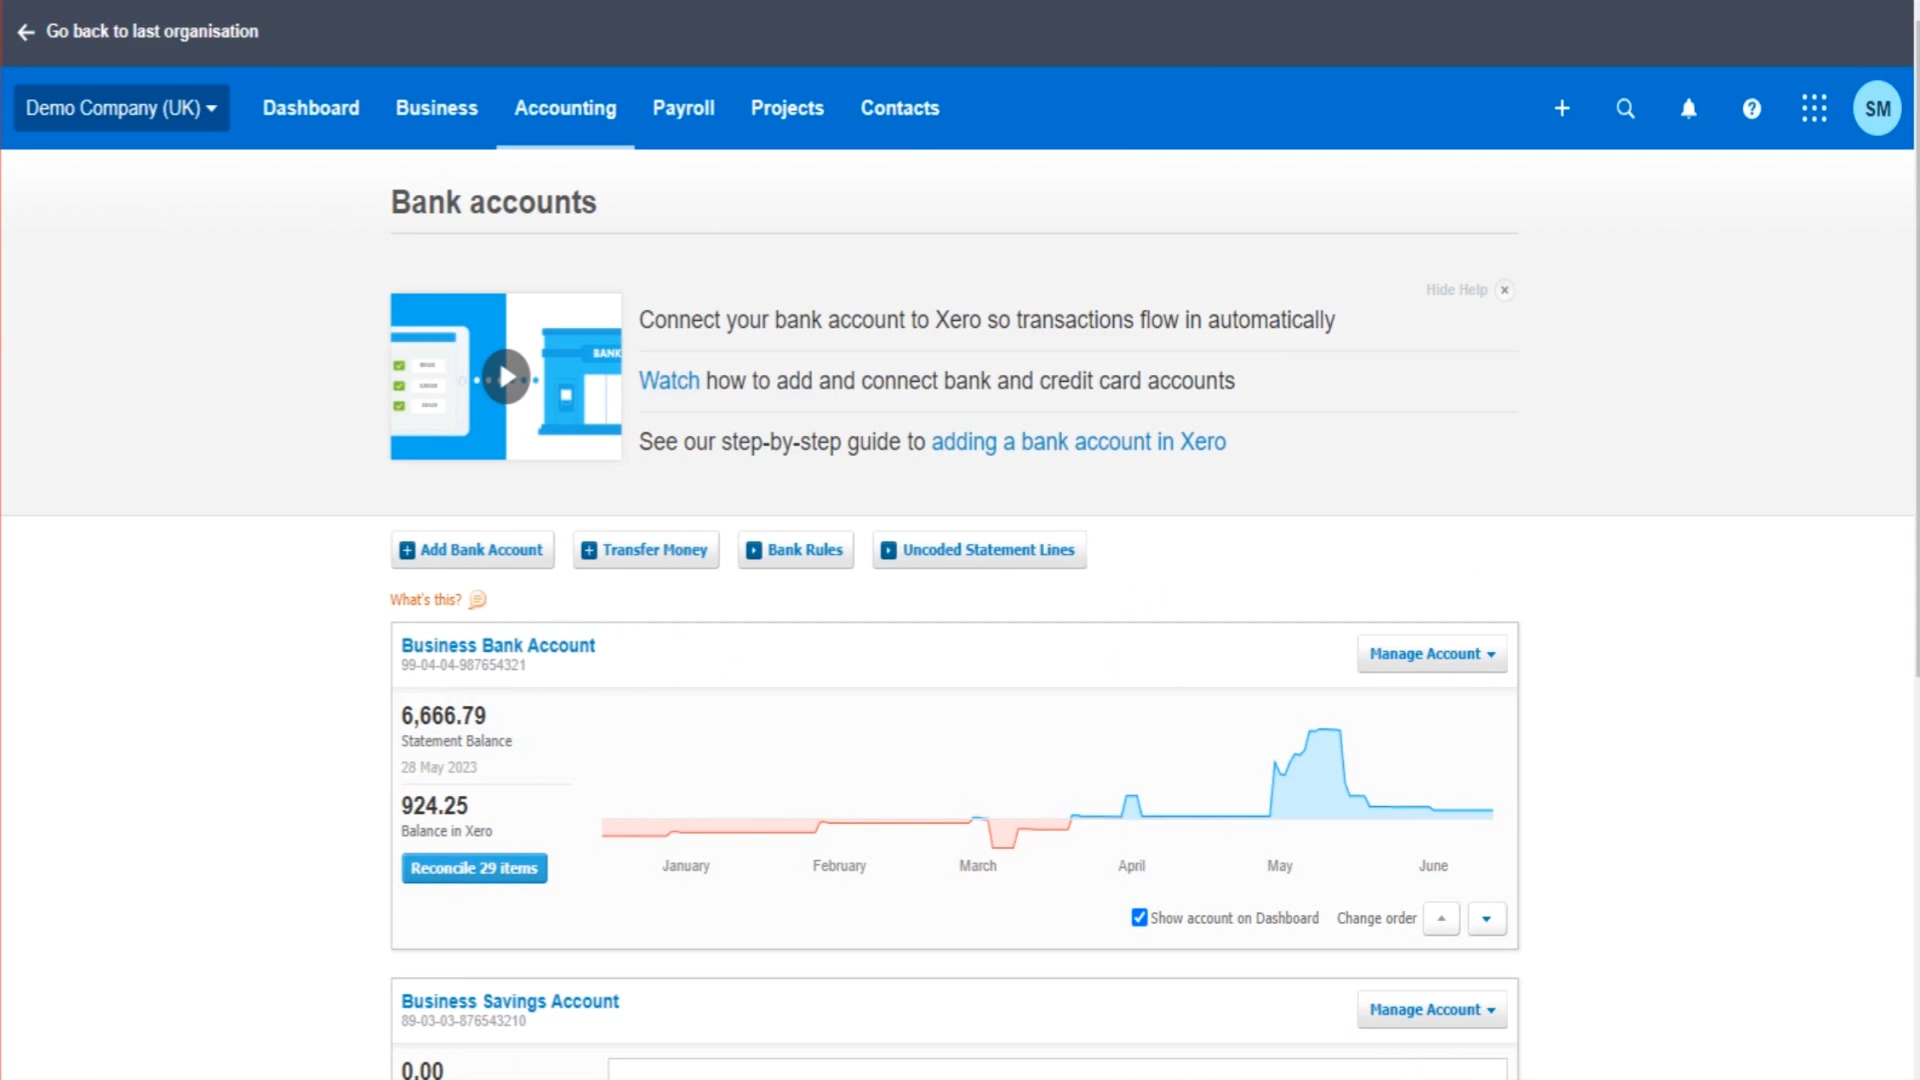 Go back to last organisation
Demo Company (UK)
Dashboard
Business
Accounting
Payroll
Projects
Contacts
SM
Bank accounts
Hide Help
BANK
Connect your bank account to Xero so transactions flow in automatically
Watch how to add and connect bank and credit card accounts
See our step-by-step guide to adding a bank account in Xero
Add Bank Account
Transfer Money
Bank Rules
Uncoded Statement Lines
What's this?
Business Bank Account
99-04-04-987654321
Manage Account
6,666.79
Statement Balance
28 May 2023
924.25
Balance in Xero
Reconcile 29 items
January
February
March
April
May
June
Show account on Dashboard
Change order
Business Savings Account
89-03-03-876543210
Manage Account
0.00